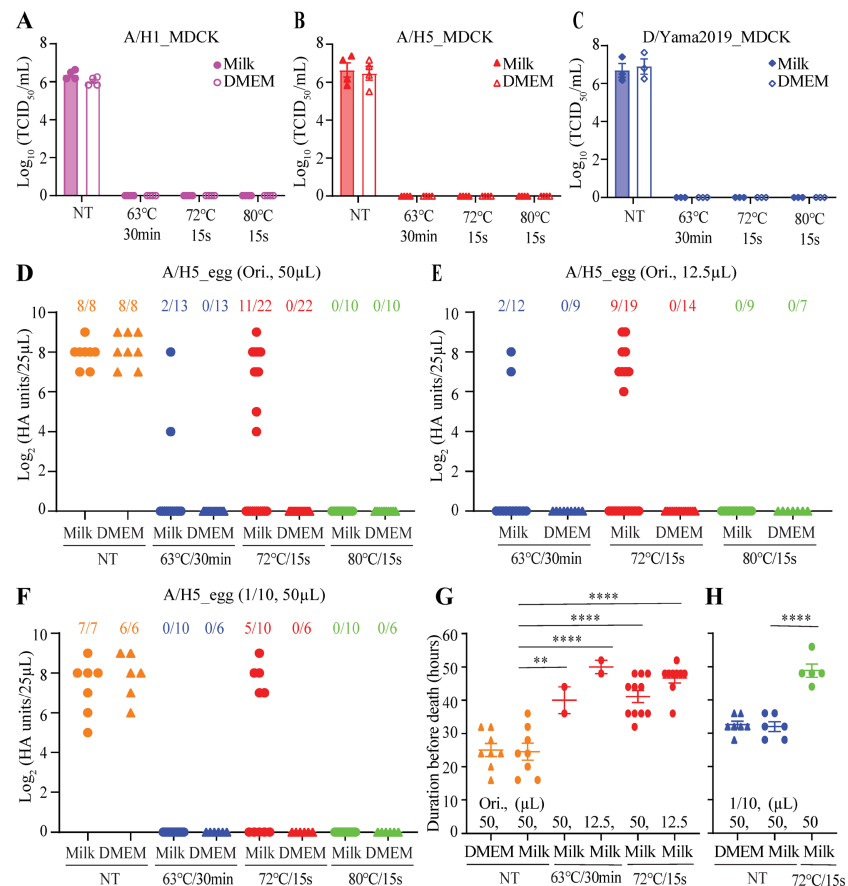 A
A/H1_MDCK
Log10 (TCID50/mL)
8
6
4
2
0
Milk
DMEM
NT
63°C
30min
72°C
15s
80°C
15s
B
A/H5_MDCK
Log10 (TCID50/mL)
8
6
4
2
0
Milk
DMEM
NT
63°C
30min
72°C
15s
80°C
15s
C
D/Yama2019_MDCK
Log10 (TCID50/mL)
8
6
4
2
0
Milk
DMEM
NT
63°C
30min
72°C
15s
80°C
15s
D
A/H5_egg (Ori., 50µL)
8/8 8/8 2/13 0/13 11/22 0/22 0/10 0/10
Log2 (HA units/25µL)
10
8
6
4
2
0
Milk DMEM Milk DMEM Milk DMEM Milk DMEM
NT 63°C/30min 72°C/15s 80°C/15s
E
A/H5_egg (Ori., 12.5µL)
2/12 0/9 9/19 0/14 0/9 0/7
Log2 (HA units/25µL)
10
8
6
4
2
0
Milk DMEM Milk DMEM Milk DMEM
63°C/30min 72°C/15s 80°C/15s
F
A/H5_egg (1/10, 50µL)
7/7 6/6 0/10 0/6 5/10 0/6 0/10 0/6
Log2 (HA units/25µL)
10
8
6
4
2
0
Milk DMEM Milk DMEM Milk DMEM Milk DMEM
NT 63°C/30min 72°C/15s 80°C/15s
G
Duration before death (hours)
60
50
40
30
20
10
0
****
****
****
**
Ori., (µL)
50, 50, 50, 12.5, 50, 12.5
DMEM Milk Milk Milk Milk Milk
NT 63°C/30min 72°C/15s
H
****
1/10, (µL)
50, 50, 50
DMEM Milk Milk
NT 72°C/15s